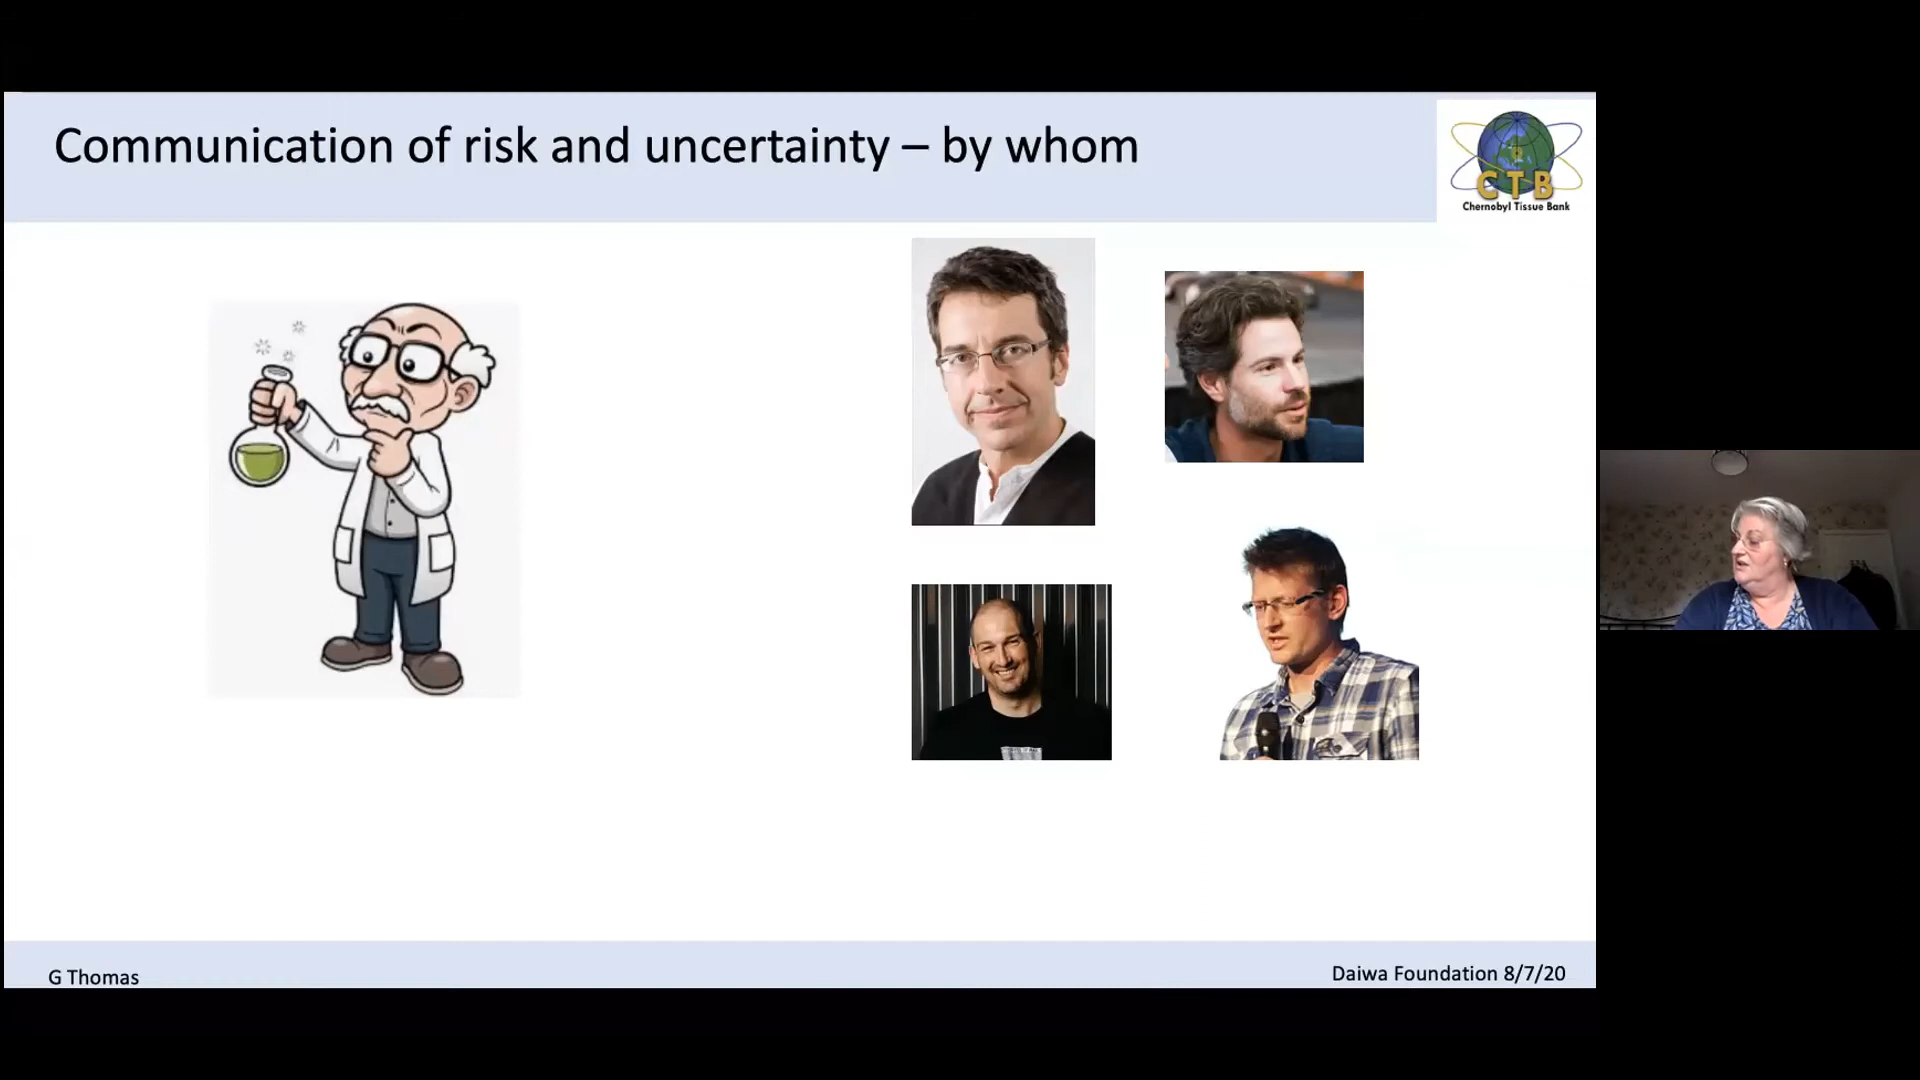 Communication of risk and uncertainty – by whom
CTB
Chernobyl Tissue Bank
G Thomas
Daiwa Foundation 8/7/20